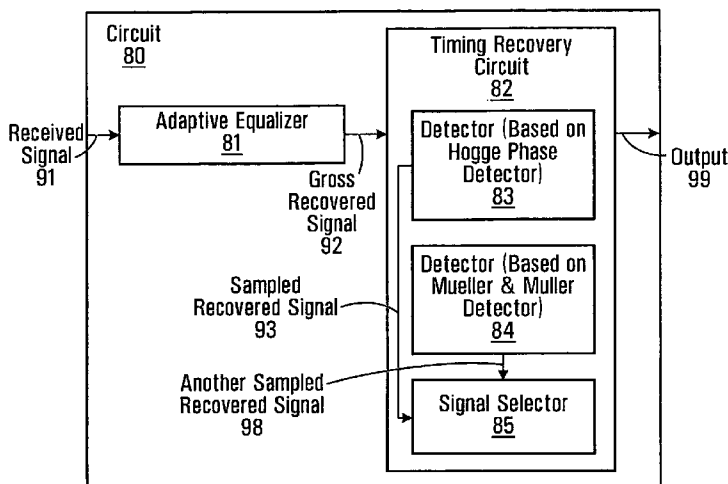 Circuit
80
Timing Recovery
Circuit
82
Received
Signal
91
Adaptive Equalizer
81
Gross
Recovered
Signal
92
Detector (Based on
Hogge Phase
Detector)
83
Output
99
Sampled
Recovered Signal
93
Detector (Based on
Mueller & Muller
Detector)
84
Another Sampled
Recovered Signal
98
Signal Selector
85